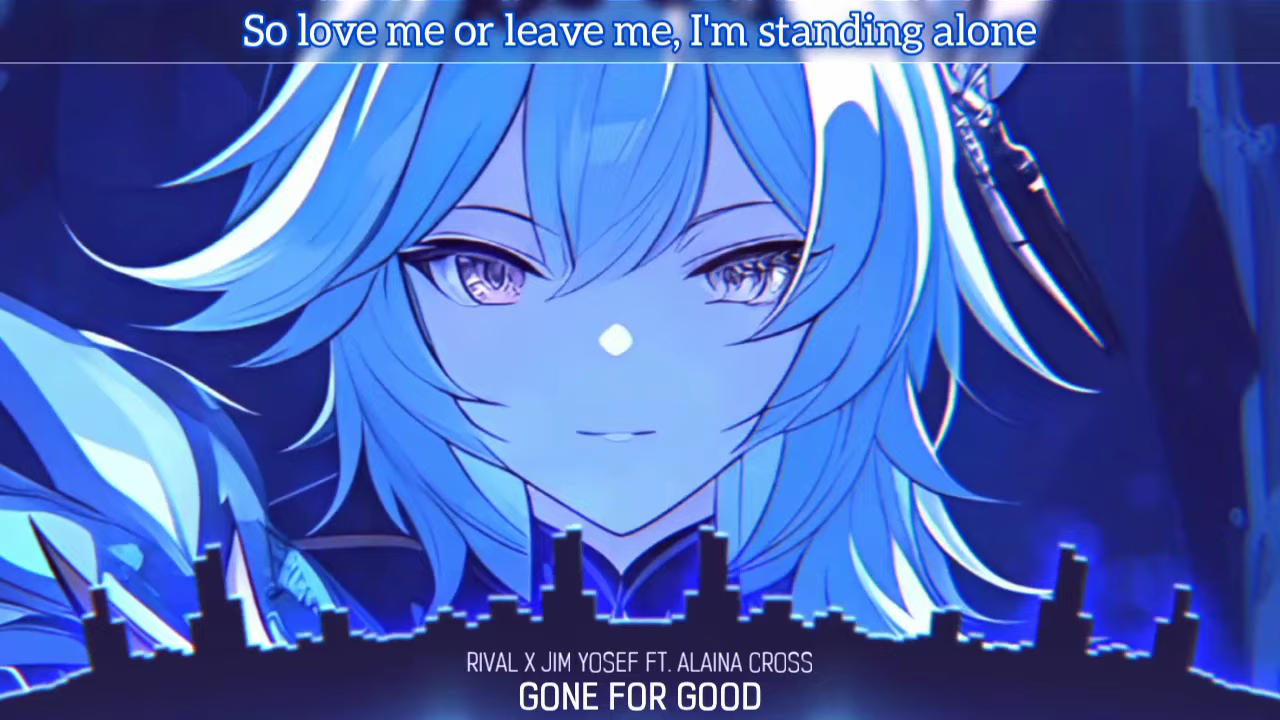 So love me or leave me, I'm standing alone
RIVAL X JIM YOSEF FT. ALAINA CROSS
GONE FOR GOOD